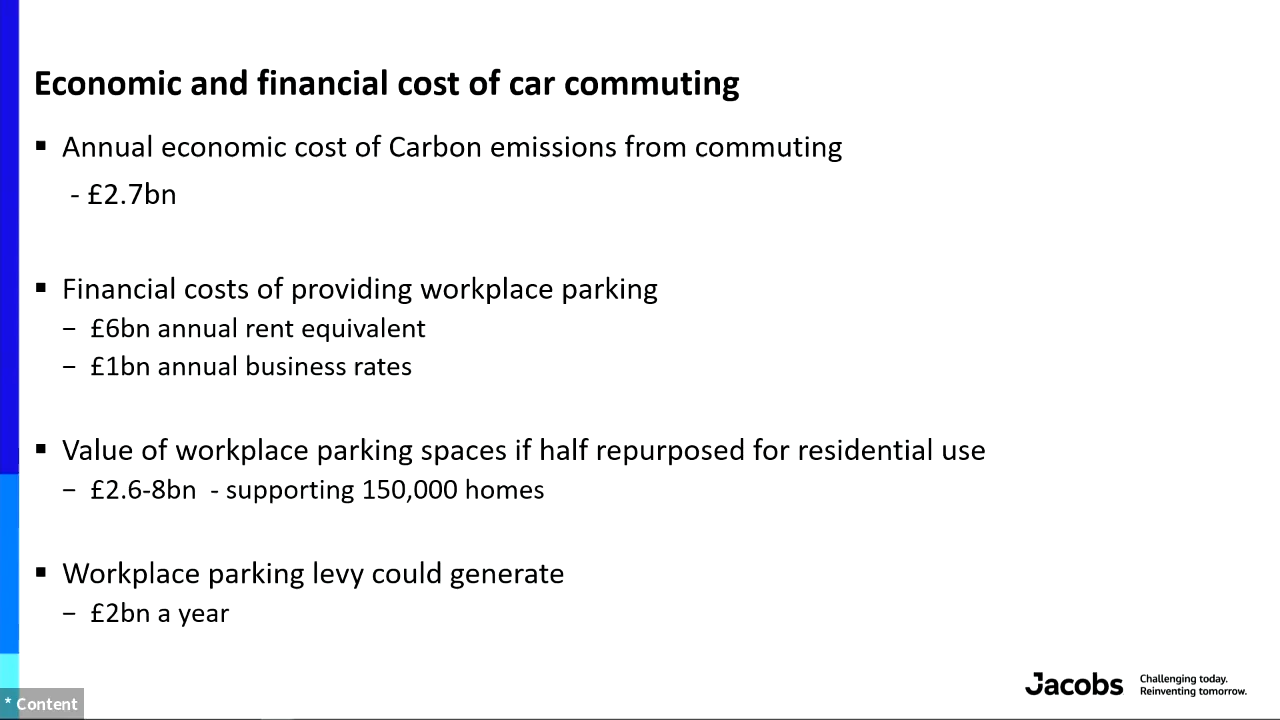 Economic and financial cost of car commuting
▪ Annual economic cost of Carbon emissions from commuting
- £2.7bn
▪ Financial costs of providing workplace parking
− £6bn annual rent equivalent
− £1bn annual business rates
▪ Value of workplace parking spaces if half repurposed for residential use
− £2.6-8bn - supporting 150,000 homes
▪ Workplace parking levy could generate
− £2bn a year
Jacobs
Challenging today.
Reinventing tomorrow.
* Content